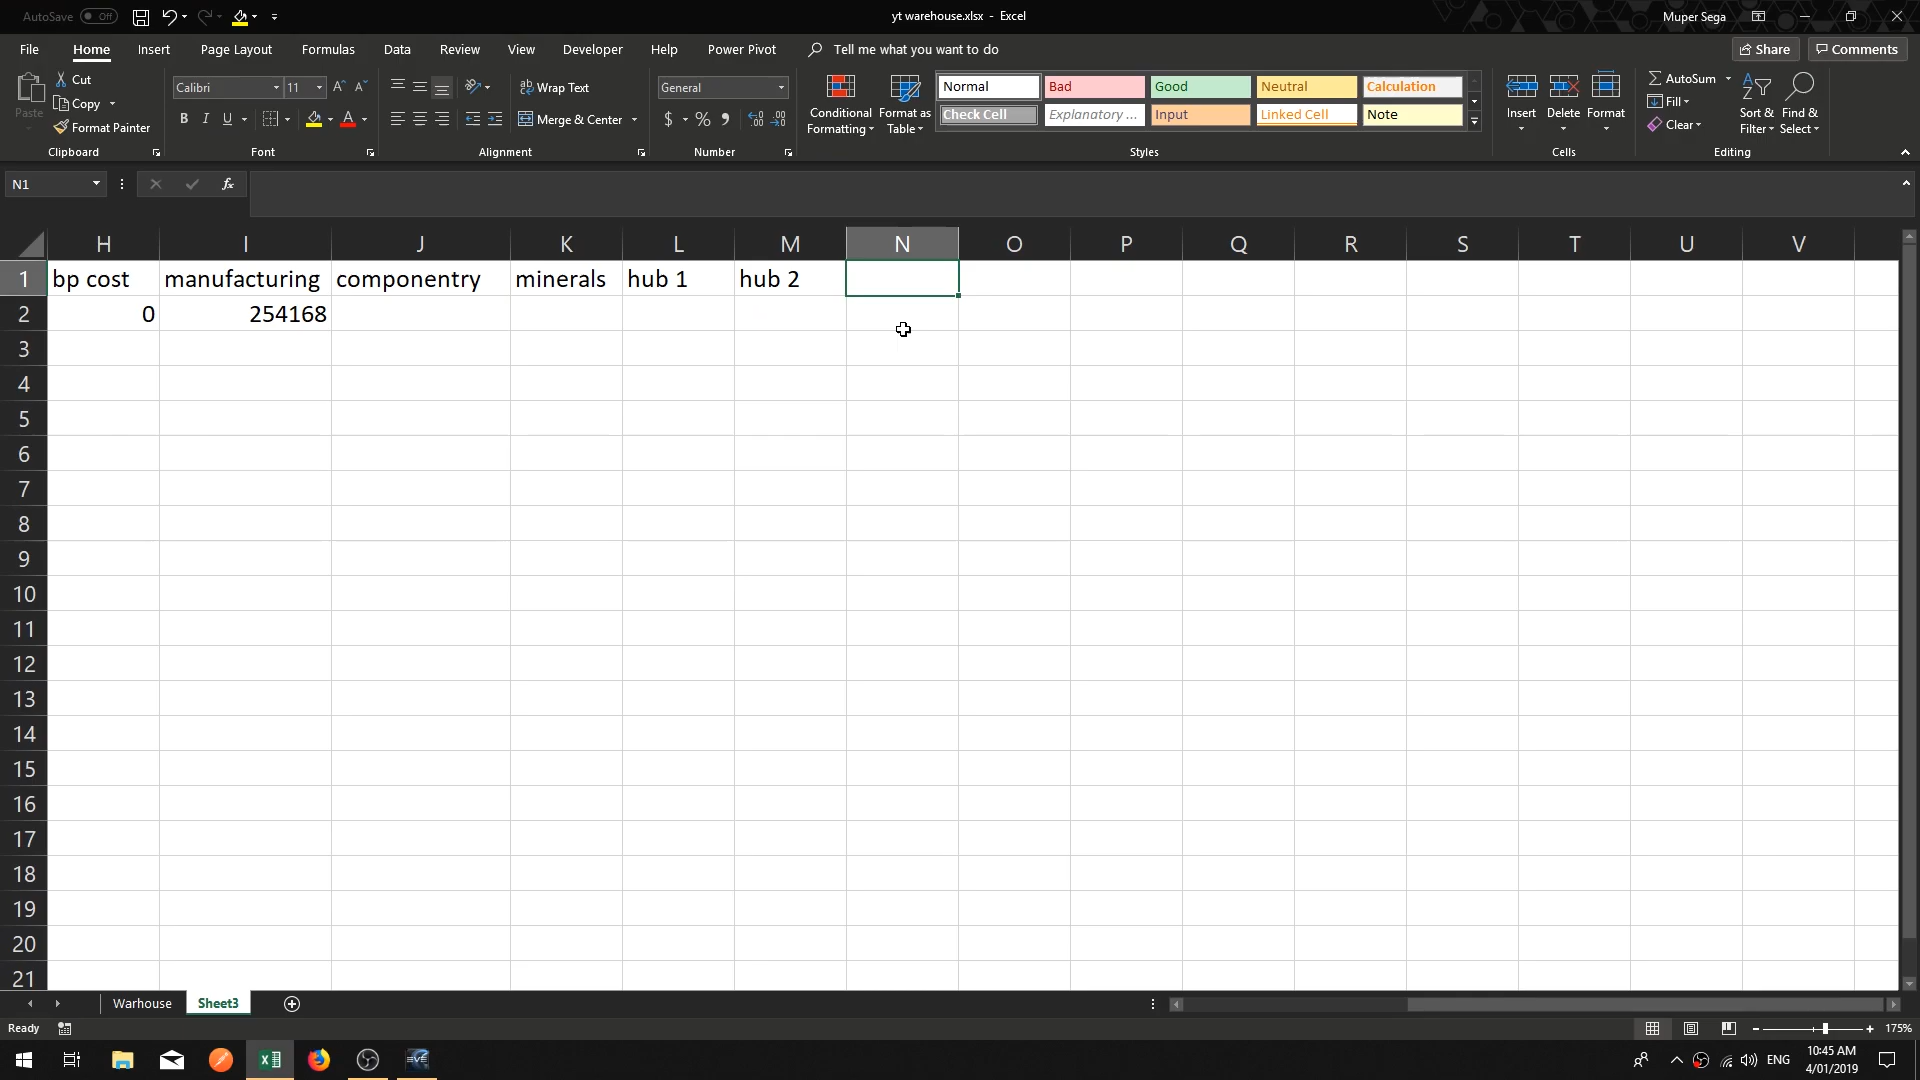 AutoSave Off
yt warehouse.xlsx - Excel
Muper Sega
File Home Insert Page Layout Formulas Data Review View Developer Help Power Pivot Tell me what you want to do Share Comments
Paste
Cut
Copy
Format Painter
Clipboard
Calibri 11 A A
B I U A
Font
ab Wrap Text
Merge & Center
Alignment
General
$ %
Number
Conditional Formatting
Format as Table
Normal Bad Good Neutral Calculation
Check Cell Explanatory ... Input Linked Cell Note
Styles
Insert Delete Format
Cells
AutoSum
Fill
Clear
Sort & Filter
Find & Select
Editing
N1
fx
H I J K L M N O P Q R S T U V
1 bp cost manufacturing componentry minerals hub 1 hub 2
2 0 254168
3
4
5
6
7
8
9
10
11
12
13
14
15
16
17
18
19
20
21
Warhouse Sheet3
Ready
175%
ENG
10:45 AM
4/01/2019